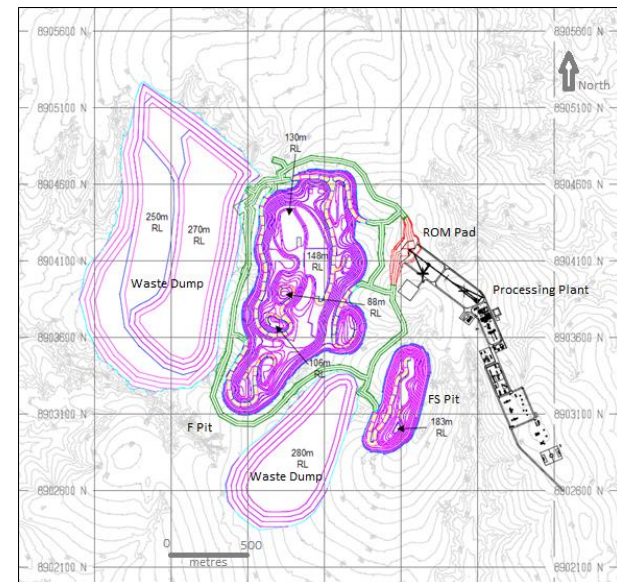 8905600 N
8905600 N
North
8905100 N
8905100 N
130m
RL
8904600 N
8904600 N
250m
RL
270m
RL
ROM Pad
148m
RL
8904100 N
8904100 N
Waste Dump
Processing Plant
88m
RL
8903600 N
8903600 N
106m
RL
FS Pit
8903100 N
8903100 N
F Pit
183m
RL
280m
RL
Waste Dump
8902600 N
8902600 N
0
500
metres
8902100 N
8902100 N